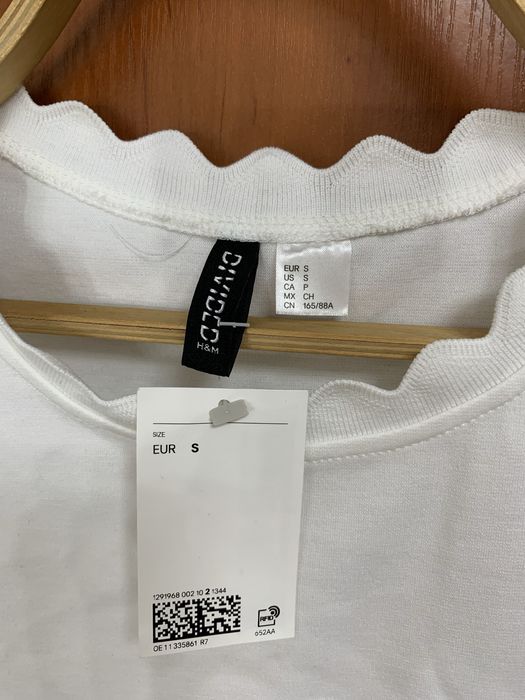 DIVIDED
H&M
EUR S
US S
CA P
MX CH
CN 165/88A
SIZE
EUR S
1291968 002 10 2 1344
OE 11 335861 R7
RFID
652AA